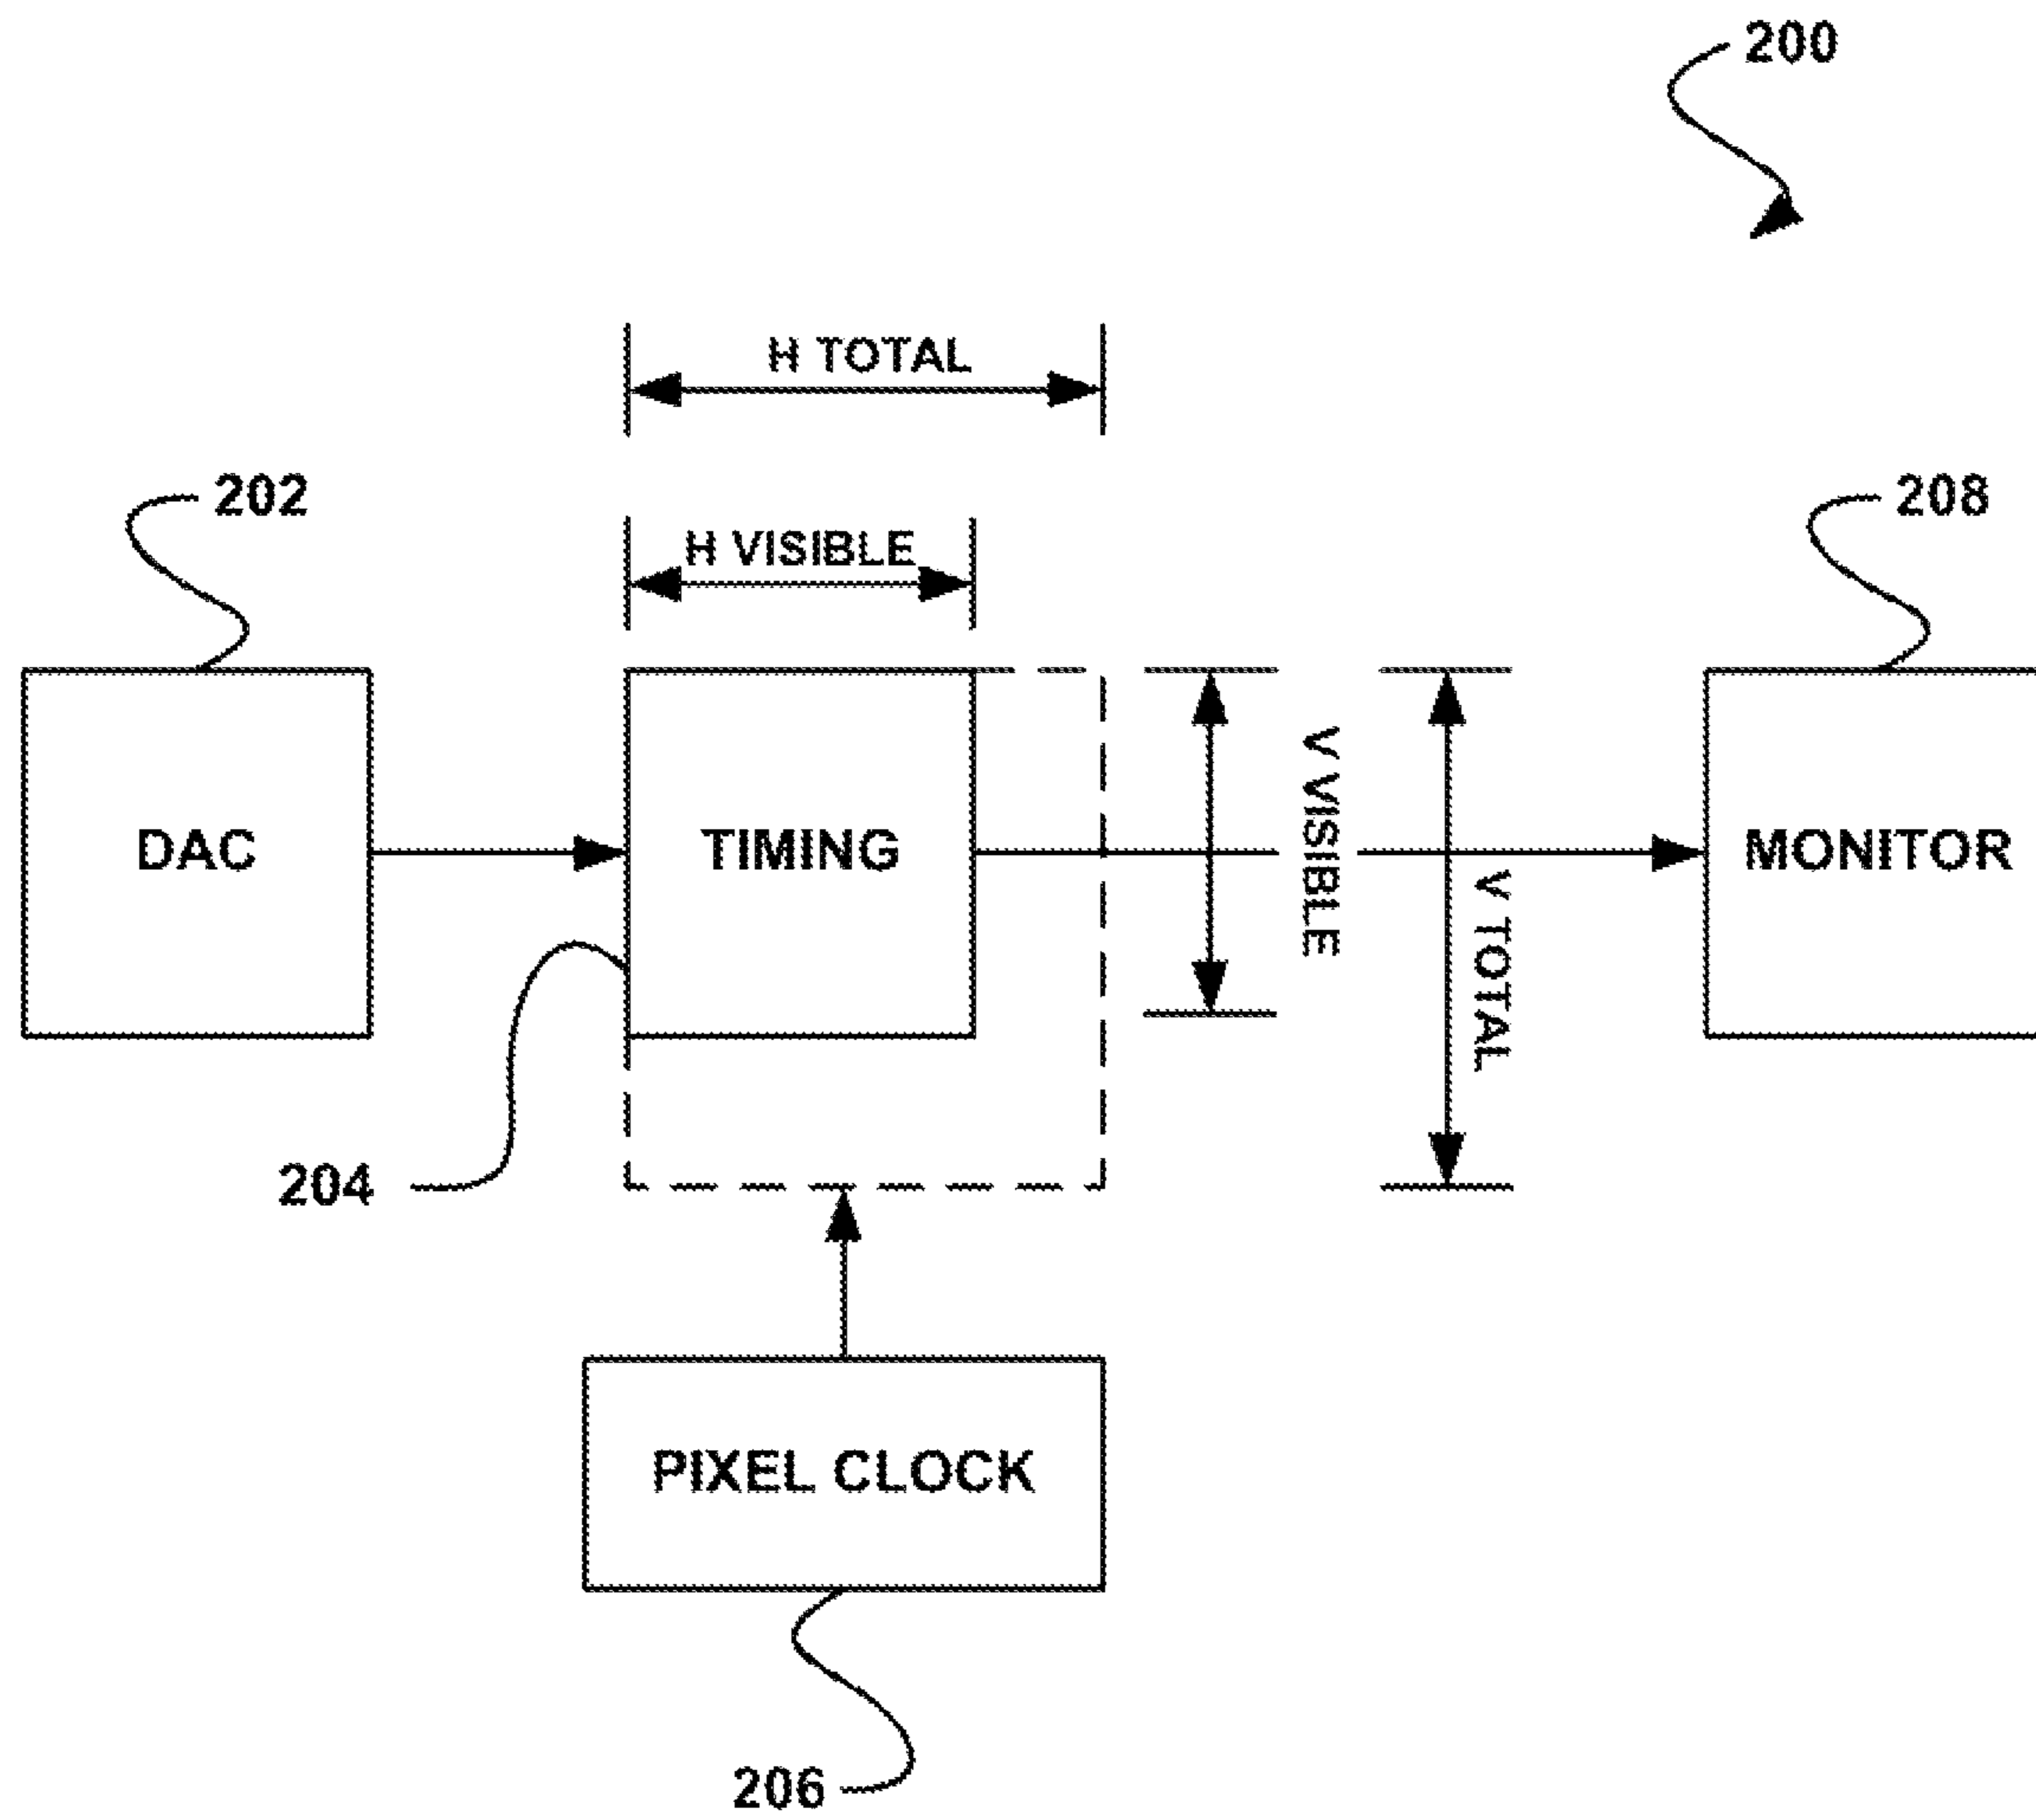 200
H TOTAL
202
H VISIBLE
208
DAC
TIMING
V VISIBLE
V TOTAL
MONITOR
204
PIXEL CLOCK
206